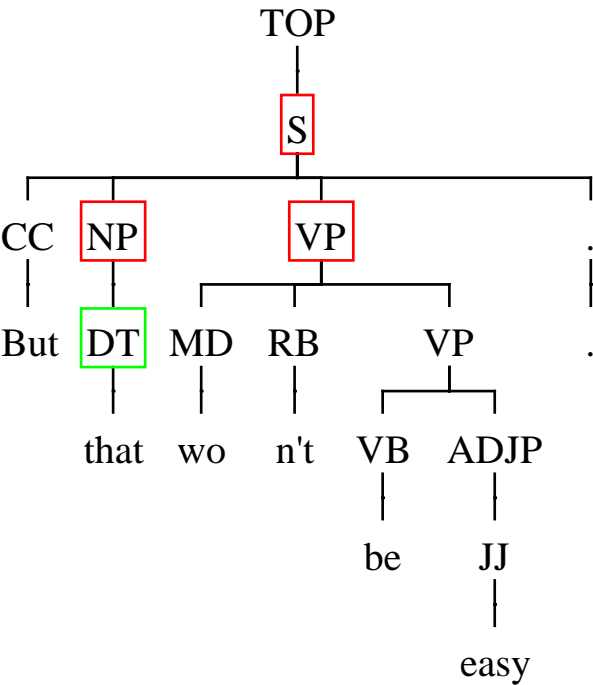 TOP
S
CC NP VP .
But DT MD RB VP .
that wo n't VB ADJP
be JJ
easy